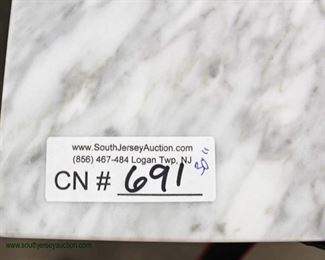 www.SouthJerseyAuction.com
(856) 467-484 Logan Twp, NJ
CN # 691
www.southjerseyauction.com